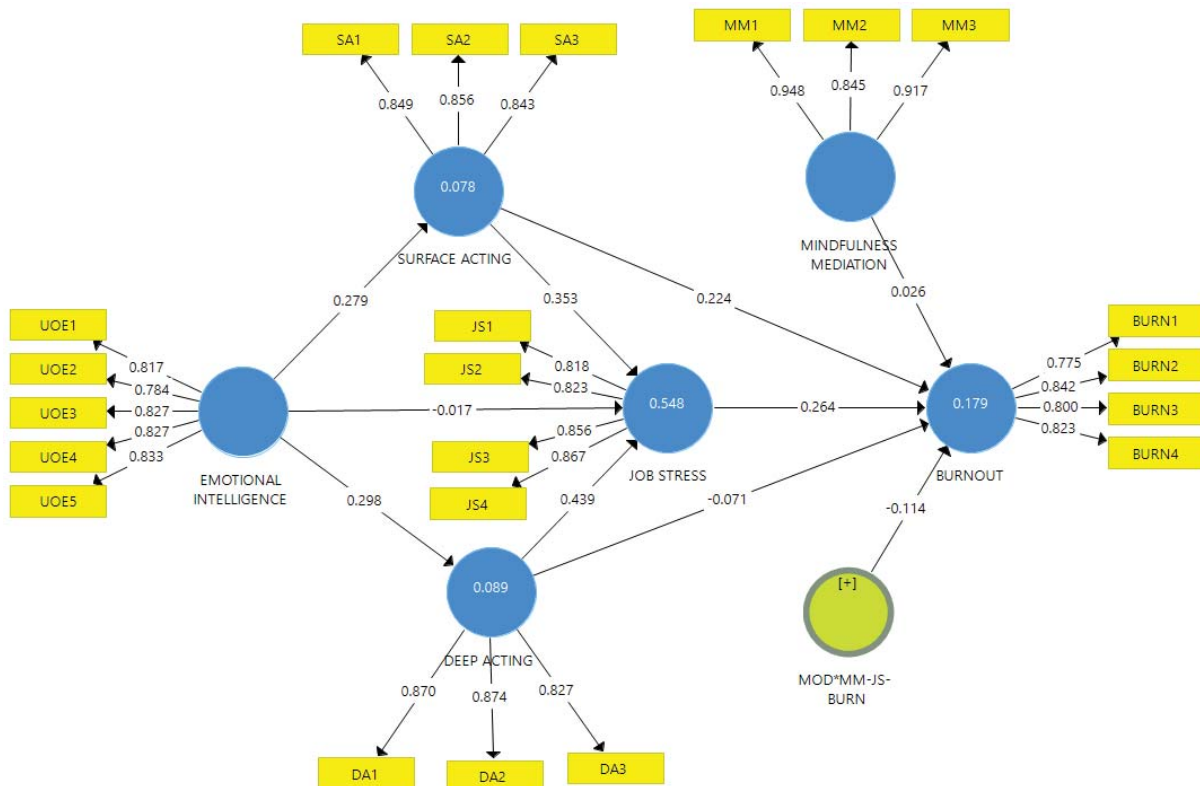 SA1
SA2
SA3
MM1
MM2
MM3
0.849
0.856
0.843
0.948
0.845
0.917
0.078
SURFACE ACTING
MINDFULNESS
MEDIATION
0.279
0.353
0.224
0.026
UOE1
UOE2
UOE3
UOE4
UOE5
0.817
0.784
0.827
0.827
0.833
EMOTIONAL
INTELLIGENCE
JS1
JS2
JS3
JS4
0.818
0.823
0.856
0.867
-0.017
0.548
JOB STRESS
0.264
0.179
BURNOUT
BURN1
BURN2
BURN3
BURN4
0.775
0.842
0.800
0.823
0.298
0.439
-0.071
-0.114
0.089
DEEP ACTING
[+]
MOD*MM-JS-
BURN
0.870
0.874
0.827
DA1
DA2
DA3